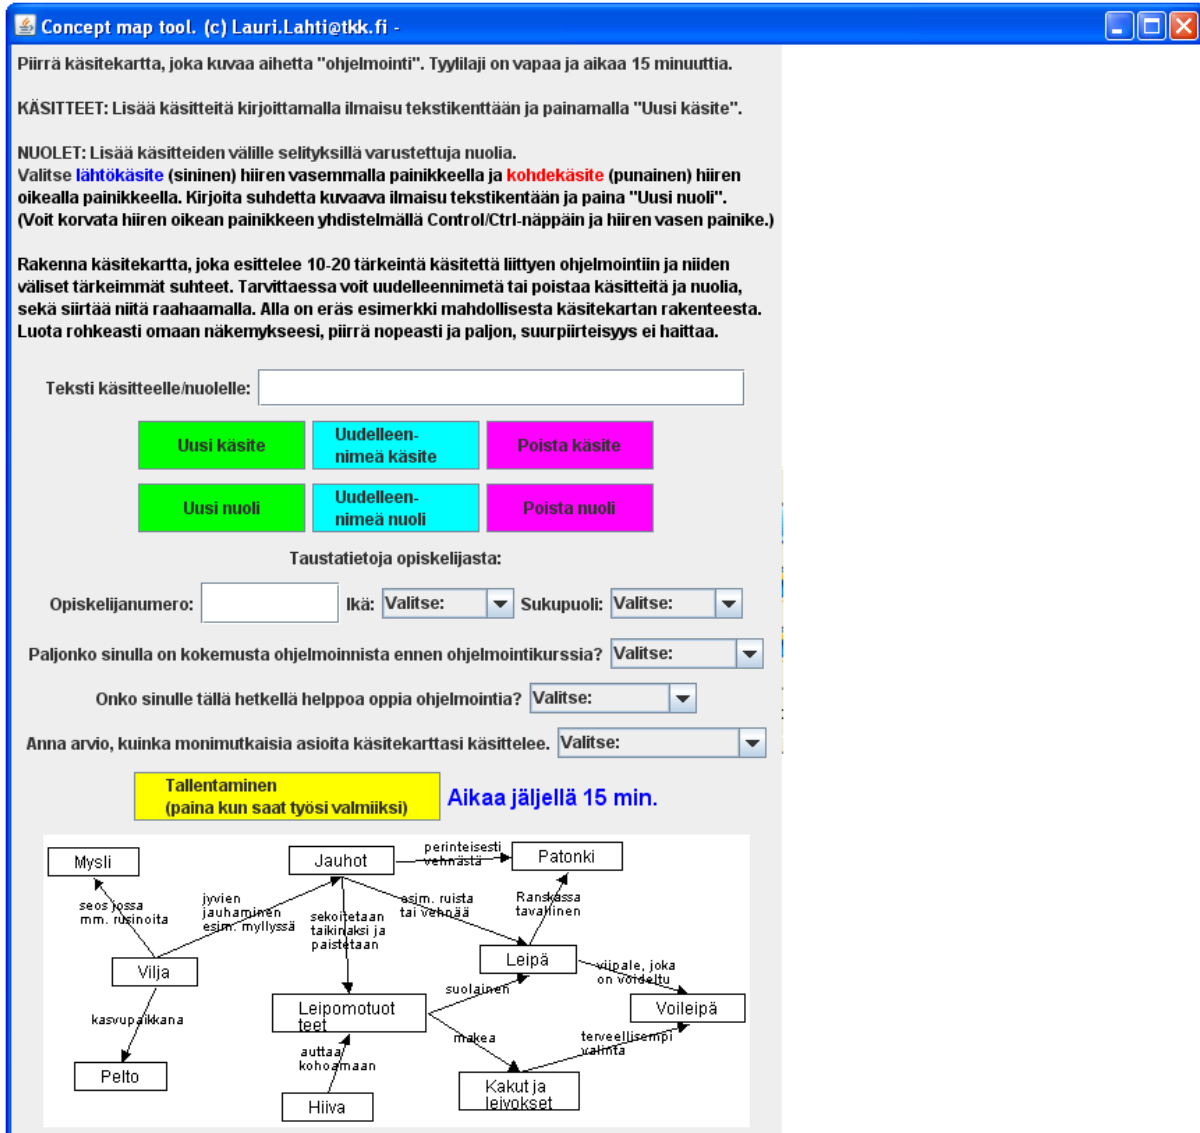 Concept map tool. (c) Lauri.Lahti@tkk.fi -
Piirrä käsitekartta, joka kuvaa aihetta "ohjelmointi". Tyylilaji on vapaa ja aikaa 15 minuuttia.
KÄSITTEET: Lisää käsitteitä kirjoittamalla ilmaisu tekstikenttään ja painamalla "Uusi käsite".
NUOLET: Lisää käsitteiden välille selityksillä varustettuja nuolia.
Valitse lähtökäsite (sininen) hiiren vasemmalla painikkeella ja kohdekäsite (punainen) hiiren
oikealla painikkeella. Kirjoita suhdetta kuvaava ilmaisu tekstikentään ja paina "Uusi nuoli".
(Voit korvata hiiren oikean painikkeen yhdistelmällä Control/Ctrl-näppäin ja hiiren vasen painike.)
Rakenna käsitekartta, joka esittelee 10-20 tärkeintä käsitettä liittyen ohjelmointiin ja niiden
väliset tärkeimmät suhteet. Tarvittaessa voit uudelleennimetä tai poistaa käsitteitä ja nuolia,
sekä siirtää niitä raahaamalla. Alla on eräs esimerkki mahdollisesta käsitekartan rakenteesta.
Luota rohkeasti omaan näkemykseesi, piirrä nopeasti ja paljon, suurpiirteisyys ei haittaa.
Teksti käsitteelle/nuolelle:
Uusi käsite
Uudelleen-
nimeä käsite
Poista käsite
Uusi nuoli
Uudelleen-
nimeä nuoli
Poista nuoli
Taustatietoja opiskelijasta:
Opiskelijanumero: Ikä: Valitse: Sukupuoli: Valitse:
Paljonko sinulla on kokemusta ohjelmoinnista ennen ohjelmointikurssia? Valitse:
Onko sinulle tällä hetkellä helppoa oppia ohjelmointia? Valitse:
Anna arvio, kuinka monimutkaisia asioita käsitekarttasi käsittelee. Valitse:
Tallentaminen
(paina kun saat työsi valmiiksi)
Aikaa jäljellä 15 min.
Mysli
Jauhot
perinteisesti
vehnästä
Patonki
seos jossa
mm. rusinoita
jyvien
jauhaminen
esim. myllyssä
sekoitetaan
taikinaksi ja
paistetaan
esim. ruista
tai vehnää
Ranskassa
tavallinen
Vilja
Leipä
viipale, joka
on voideltu
suolainen
Leipomotuot
teet
Voileipä
kasvupaikkana
makea
terveellisempi
valinta
auttaa
kohoamaan
Pelto
Hiiva
Kakut ja
leivokset